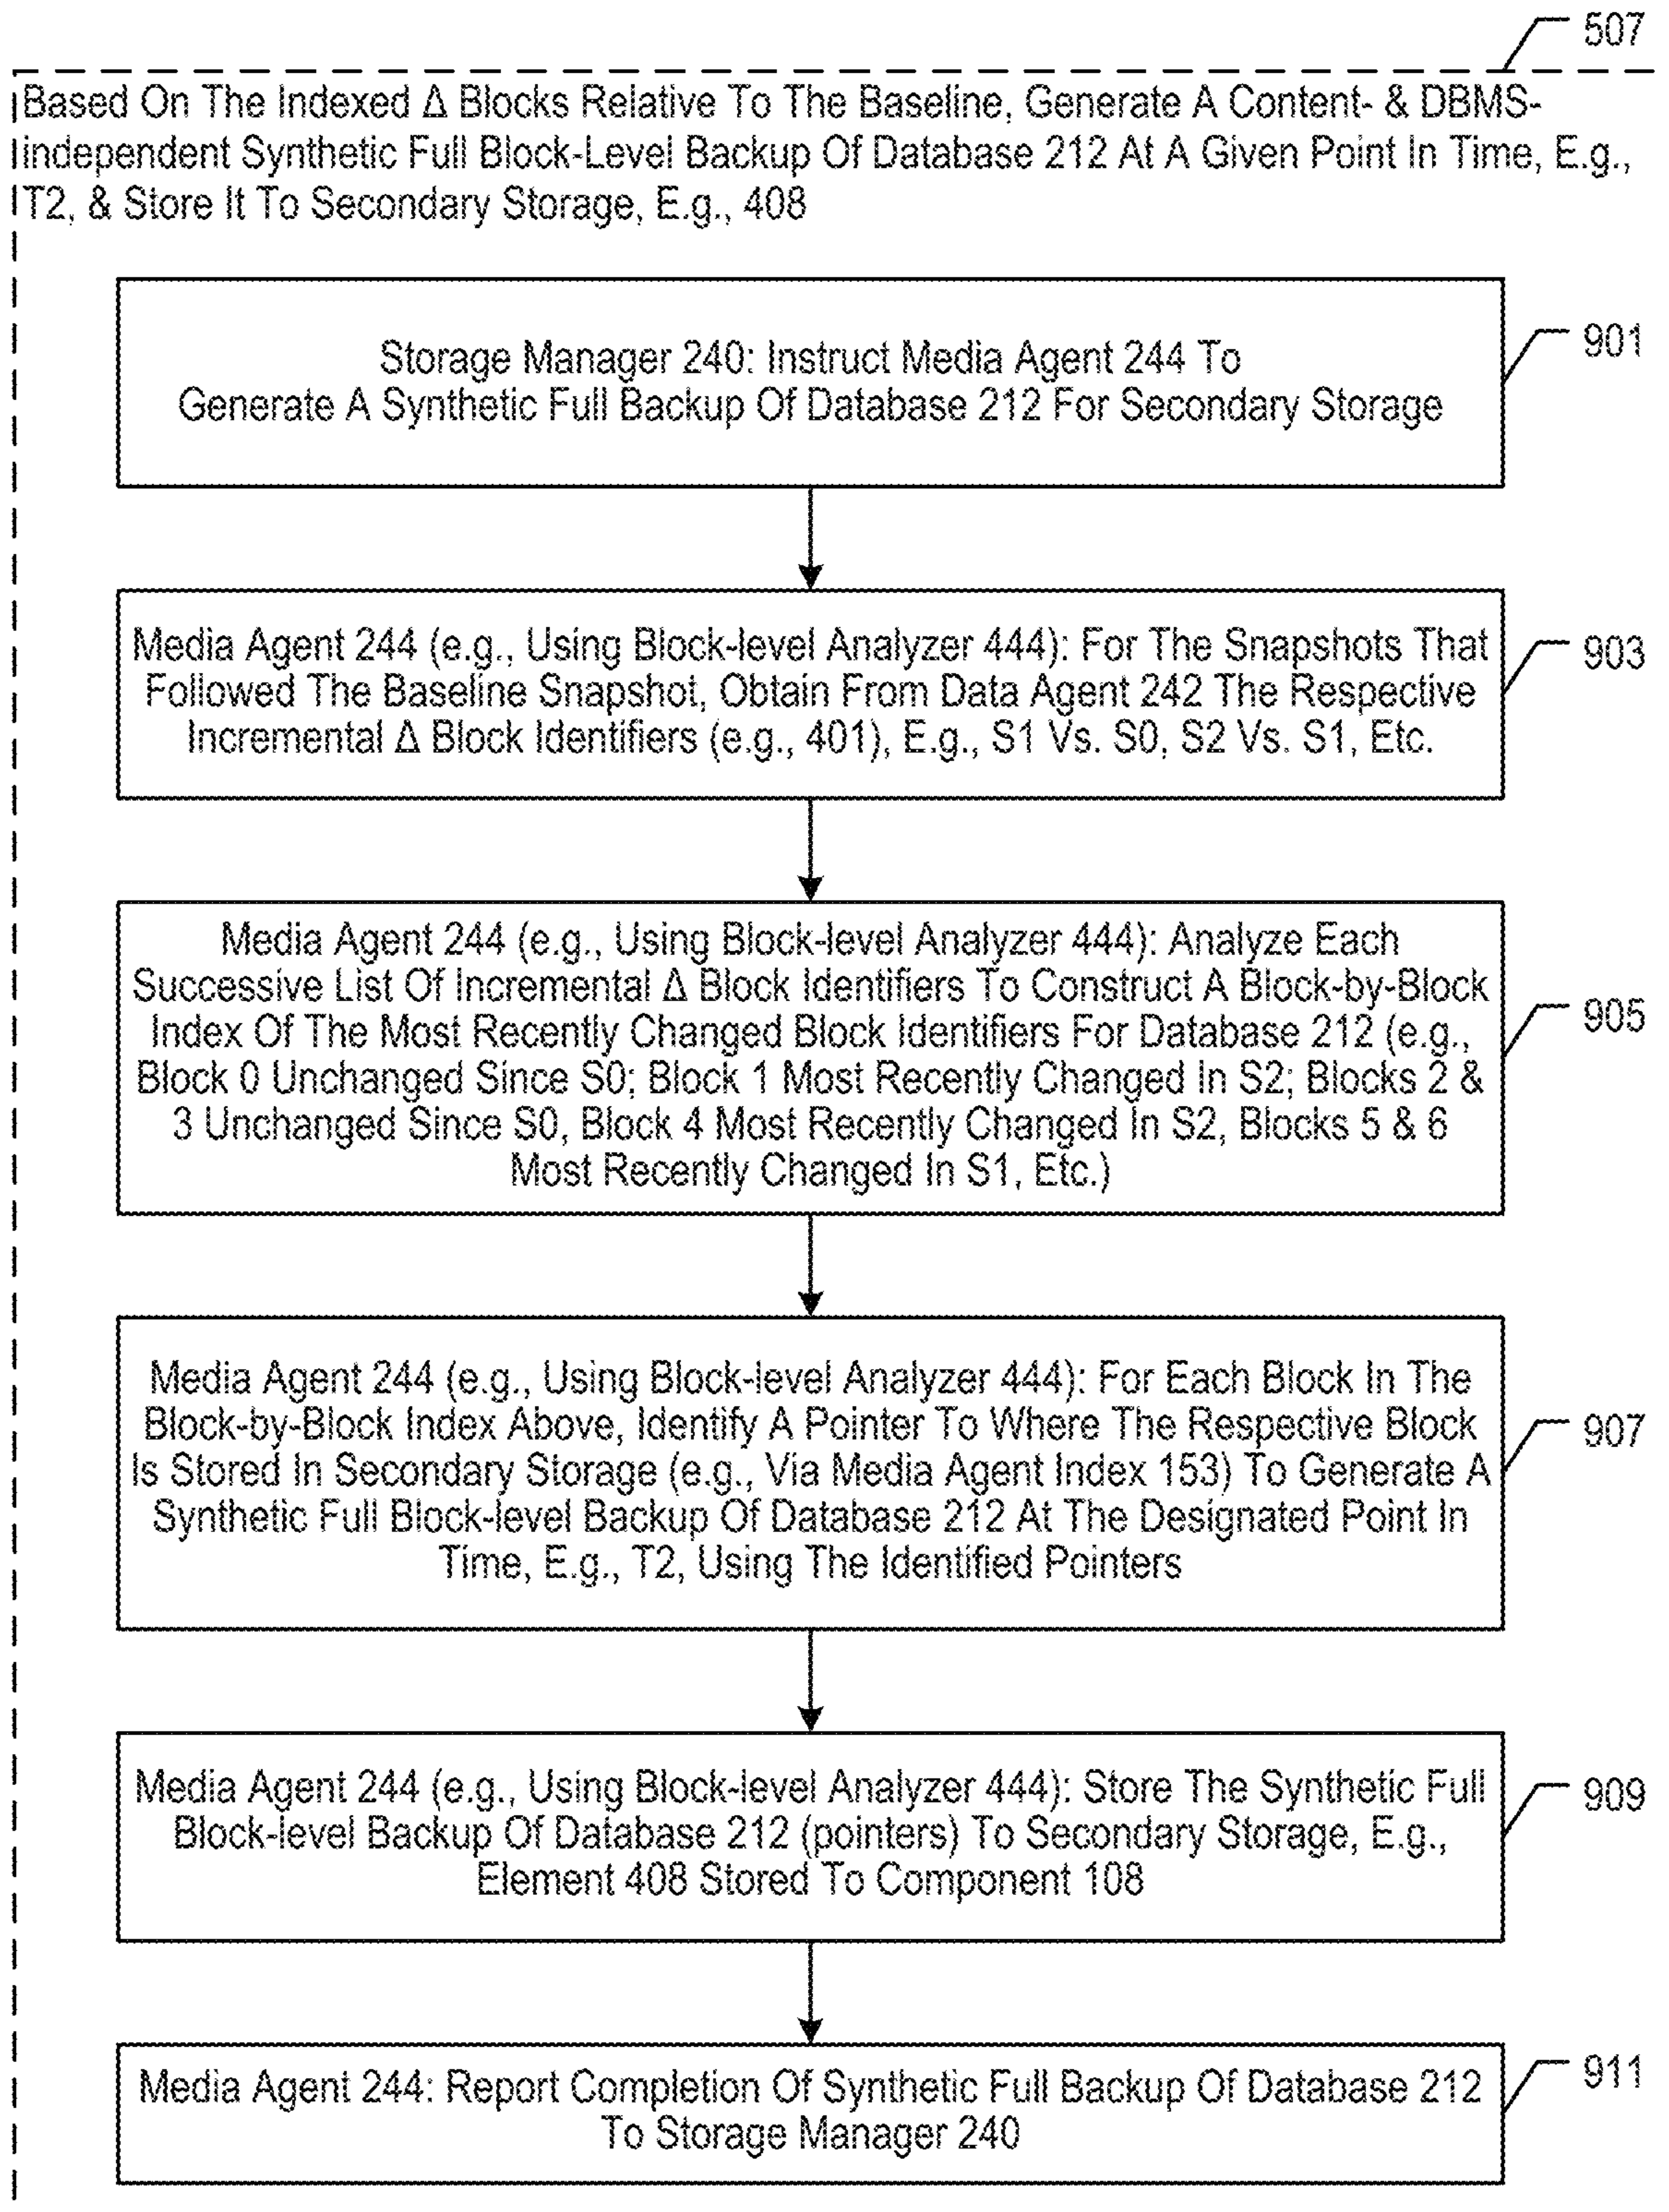 507
Based On The Indexed Δ Blocks Relative To The Baseline, Generate A Content- & DBMS-
independent Synthetic Full Block-Level Backup Of Database 212 At A Given Point In Time, E.g.,
T2, & Store It To Secondary Storage, E.g., 408
901
Storage Manager 240: Instruct Media Agent 244 To
Generate A Synthetic Full Backup Of Database 212 For Secondary Storage
903
Media Agent 244 (e.g., Using Block-level Analyzer 444): For The Snapshots That
Followed The Baseline Snapshot, Obtain From Data Agent 242 The Respective
Incremental Δ Block Identifiers (e.g., 401), E.g., S1 Vs. S0, S2 Vs. S1, Etc.
905
Media Agent 244 (e.g., Using Block-level Analyzer 444): Analyze Each
Successive List Of Incremental Δ Block Identifiers To Construct A Block-by-Block
Index Of The Most Recently Changed Block Identifiers For Database 212 (e.g.,
Block 0 Unchanged Since S0; Block 1 Most Recently Changed In S2; Blocks 2 &
3 Unchanged Since S0, Block 4 Most Recently Changed In S2, Blocks 5 & 6
Most Recently Changed In S1, Etc.)
907
Media Agent 244 (e.g., Using Block-level Analyzer 444): For Each Block In The
Block-by-Block Index Above, Identify A Pointer To Where The Respective Block
Is Stored In Secondary Storage (e.g., Via Media Agent Index 153) To Generate A
Synthetic Full Block-level Backup Of Database 212 At The Designated Point In
Time, E.g., T2, Using The Identified Pointers
909
Media Agent 244 (e.g., Using Block-level Analyzer 444): Store The Synthetic Full
Block-level Backup Of Database 212 (pointers) To Secondary Storage, E.g.,
Element 408 Stored To Component 108
911
Media Agent 244: Report Completion Of Synthetic Full Backup Of Database 212
To Storage Manager 240